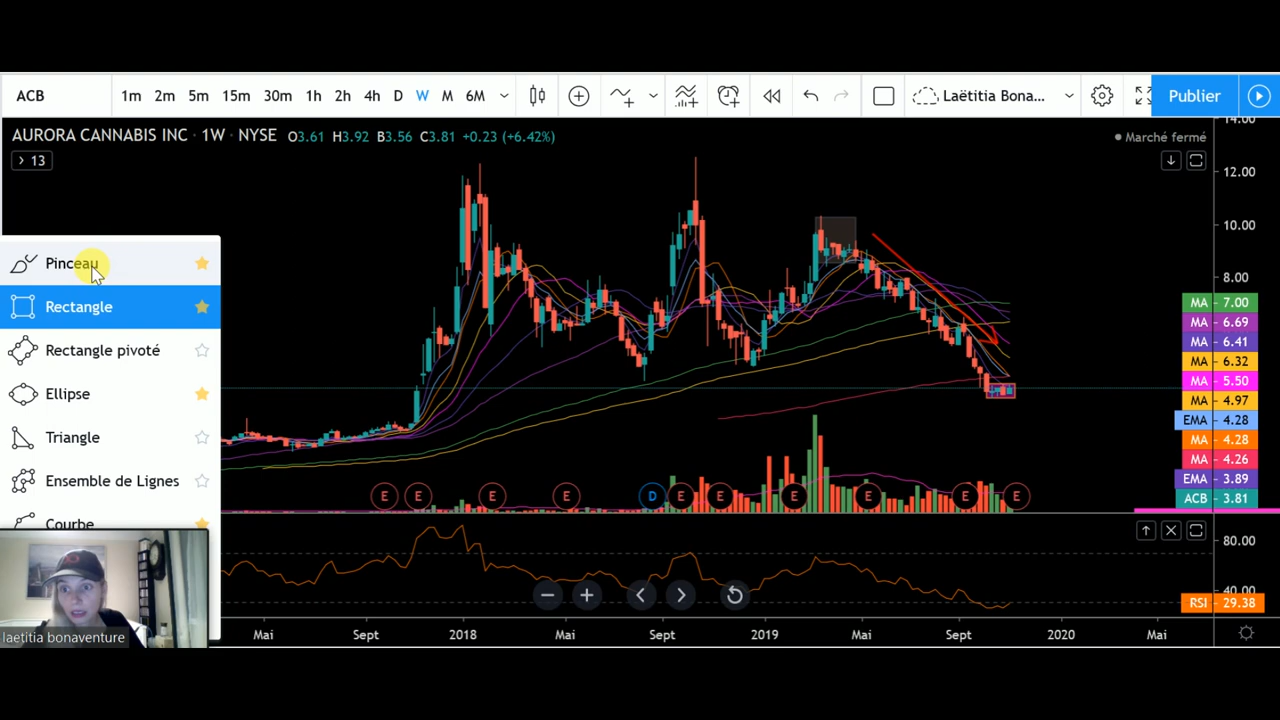 ACB 1m 2m 5m 15m 30m 1h 2h 4h D W M 6M Laëtitia Bona... Publier
AURORA CANNABIS INC · 1W · NYSE O3.61 H3.92 B3.56 C3.81 +0.23 (+6.42%) Marché fermé
13
14.00
12.00
10.00
8.00
Pinceau
Rectangle
Rectangle pivoté
Ellipse
Triangle
Ensemble de Lignes
Courbe
MA 7.00
MA 6.69
MA 6.41
MA 6.32
MA 5.50
MA 4.97
EMA 4.28
MA 4.28
MA 4.26
EMA 3.89
ACB 3.81
E E E E D E E E E E E
80.00
40.00
RSI 29.38
laetitia bonaventure
Mai Sept 2018 Mai Sept 2019 Mai Sept 2020 Mai